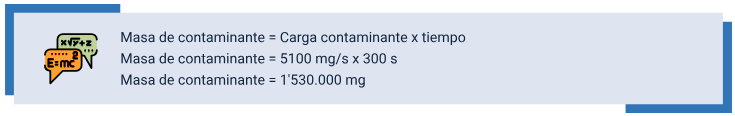 x√y+z
E=mc²
Masa de contaminante = Carga contaminante x tiempo
Masa de contaminante = 5100 mg/s x 300 s
Masa de contaminante = 1'530.000 mg